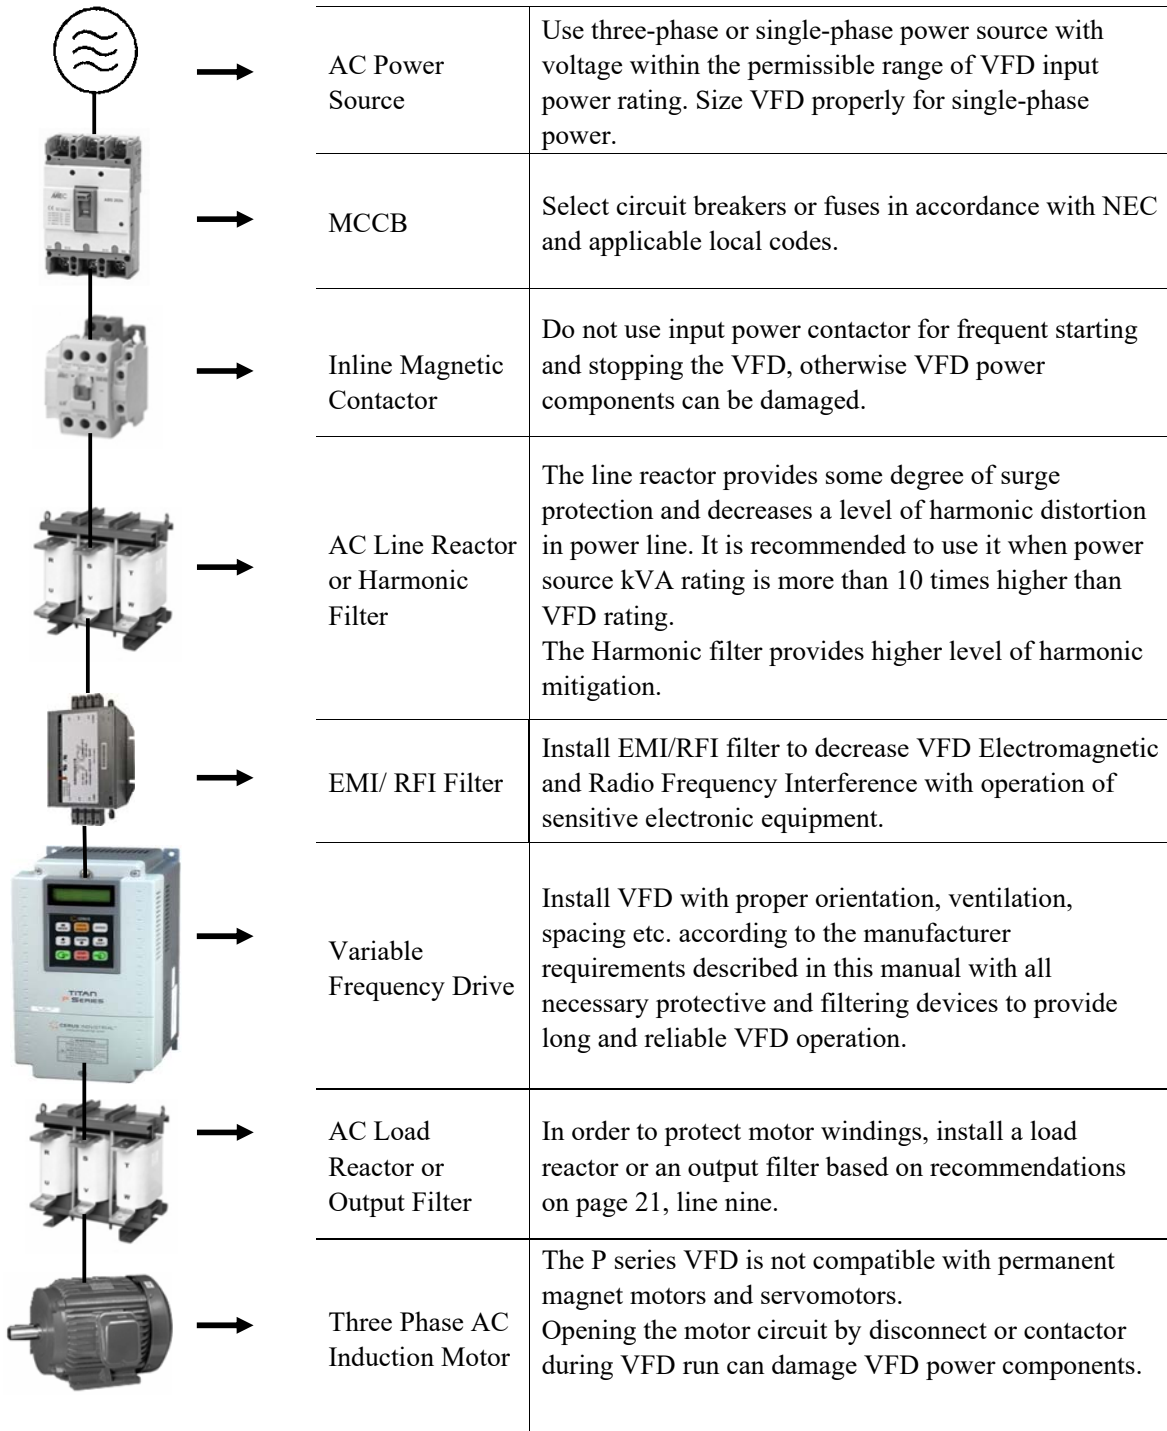 AC Power
Source
Use three-phase or single-phase power source with
voltage within the permissible range of VFD input
power rating. Size VFD properly for single-phase
power.
MCCB
Select circuit breakers or fuses in accordance with NEC
and applicable local codes.
Inline Magnetic
Contactor
Do not use input power contactor for frequent starting
and stopping the VFD, otherwise VFD power
components can be damaged.
AC Line Reactor
or Harmonic
Filter
The line reactor provides some degree of surge
protection and decreases a level of harmonic distortion
in power line. It is recommended to use it when power
source kVA rating is more than 10 times higher than
VFD rating.
The Harmonic filter provides higher level of harmonic
mitigation.
R S T
U V W
EMI/ RFI Filter
Install EMI/RFI filter to decrease VFD Electromagnetic
and Radio Frequency Interference with operation of
sensitive electronic equipment.
TITAN
P SERIES
CERUS INDUSTRIAL
Variable
Frequency Drive
Install VFD with proper orientation, ventilation,
spacing etc. according to the manufacturer
requirements described in this manual with all
necessary protective and filtering devices to provide
long and reliable VFD operation.
R S T
U V W
AC Load
Reactor or
Output Filter
In order to protect motor windings, install a load
reactor or an output filter based on recommendations
on page 21, line nine.
Three Phase AC
Induction Motor
The P series VFD is not compatible with permanent
magnet motors and servomotors.
Opening the motor circuit by disconnect or contactor
during VFD run can damage VFD power components.